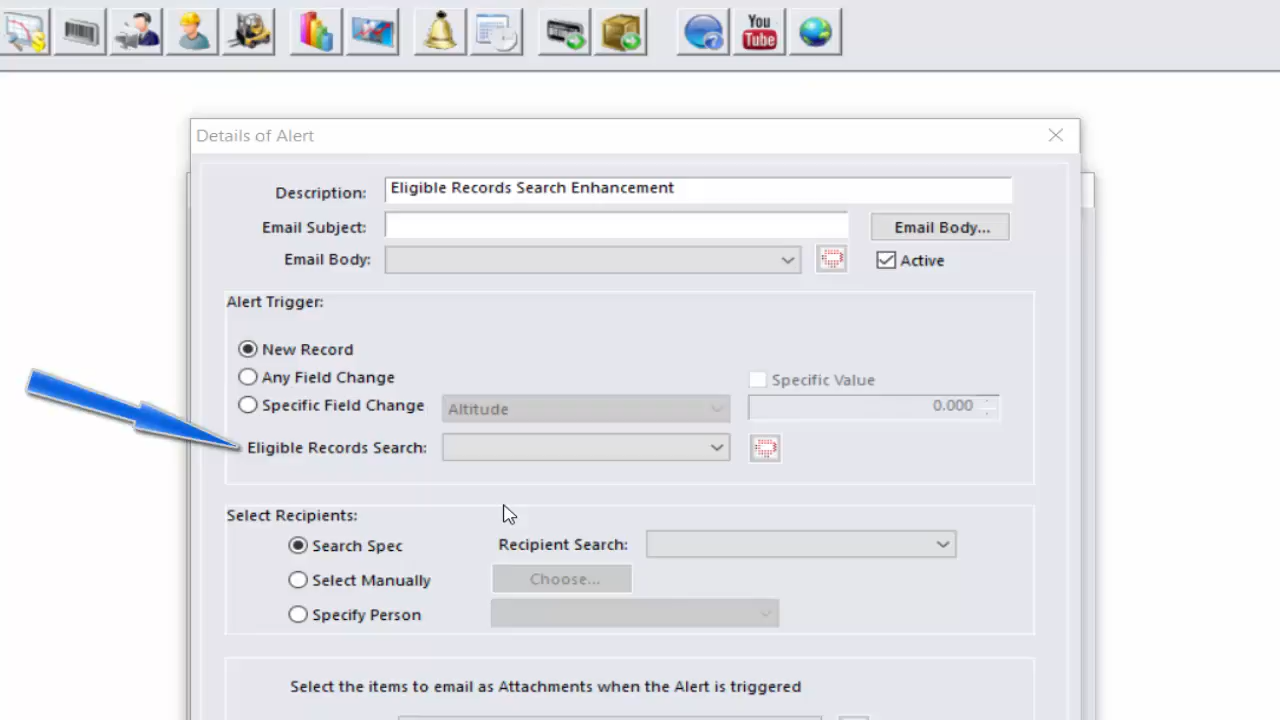 You
Tube
Details of Alert
Description: Eligible Records Search Enhancement
Email Subject:
Email Body...
Email Body:
Active
Alert Trigger:
New Record
Any Field Change
Specific Value
Specific Field Change
Altitude
0.000
Eligible Records Search:
Select Recipients:
Search Spec
Recipient Search:
Select Manually
Choose...
Specify Person
Select the items to email as Attachments when the Alert is triggered